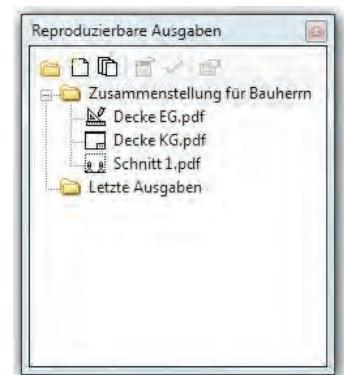 Reproduzierbare Ausgaben
Zusammenstellung für Bauherrn
Decke EG.pdf
Decke KG.pdf
Schnitt 1.pdf
Letzte Ausgaben